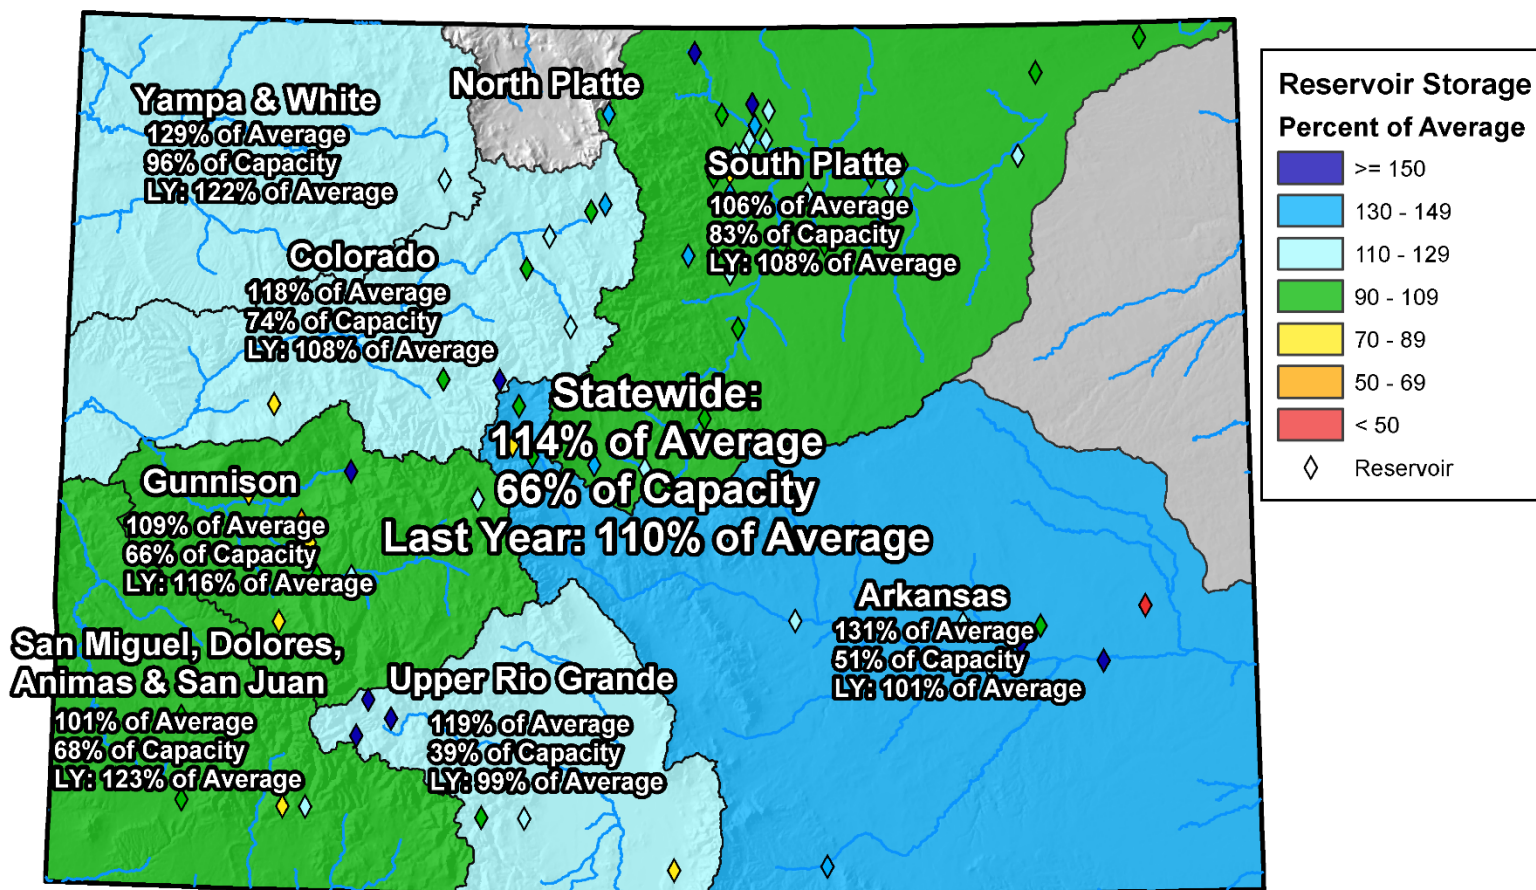 North Platte
Yampa & White
129% of Average
96% of Capacity
LY: 122% of Average
South Platte
106% of Average
83% of Capacity
LY: 108% of Average
Colorado
118% of Average
74% of Capacity
LY: 108% of Average
Statewide:
114% of Average
66% of Capacity
Last Year: 110% of Average
Gunnison
109% of Average
66% of Capacity
LY: 116% of Average
Arkansas
131% of Average
51% of Capacity
LY: 101% of Average
San Miguel, Dolores,
Animas & San Juan
101% of Average
68% of Capacity
LY: 123% of Average
Upper Rio Grande
119% of Average
39% of Capacity
LY: 99% of Average
Reservoir Storage
Percent of Average
>= 150
130 - 149
110 - 129
90 - 109
70 - 89
50 - 69
< 50
Reservoir